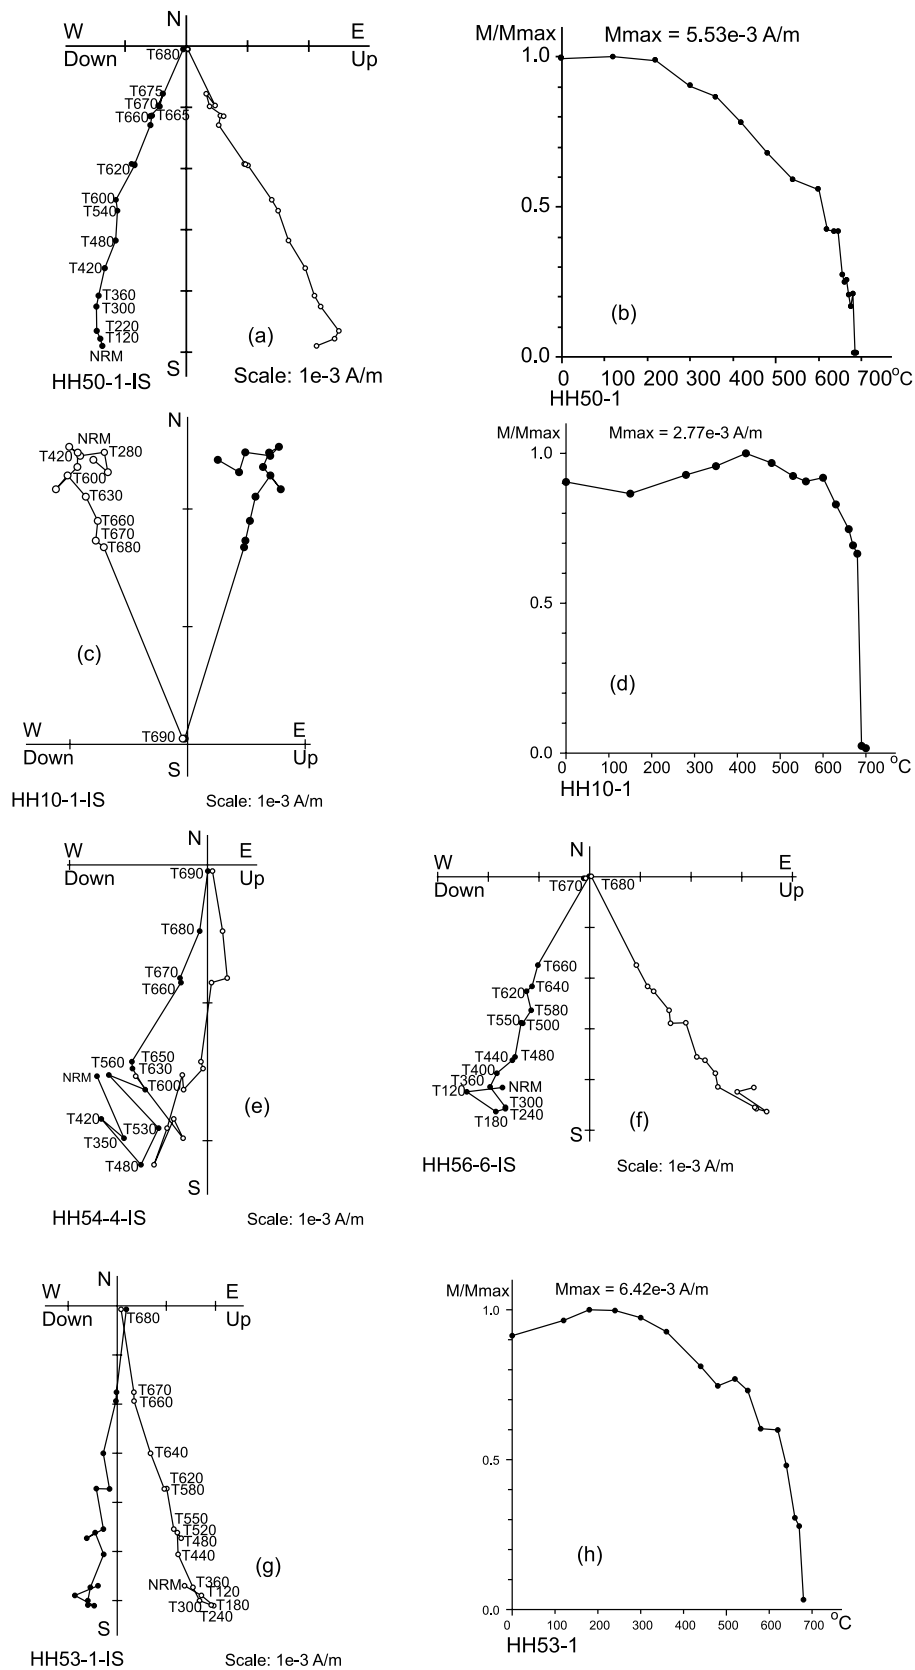 N
W E
Down Up
T680
T675
T670
T660 T665
T620
T600
T540
T480
T420
T360
T300
T220
T120
NRM
(a)
S
HH50-1-IS Scale: 1e-3 A/m
M/Mmax Mmax = 5.53e-3 A/m
1.0
0.5
0.0
(b)
0 100 200 300 400 500 600 700 °C
HH50-1
N
NRM
T420 T280
T600
T630
T660
T670
T680
(c)
T690
W E
Down Up
S
HH10-1-IS Scale: 1e-3 A/m
M/Mmax Mmax = 2.77e-3 A/m
1.0
0.5
0.0
(d)
0 100 200 300 400 500 600 700 °C
HH10-1
N
W E
Down Up
T690
T680
T670
T660
T650
T560 T630
NRM T600
T420 T530
T350
T480
(e)
S
HH54-4-IS Scale: 1e-3 A/m
N
W E
Down Up
T670 T680
T660
T640
T620
T580
T550 T500
T440 T480
T400
T360 NRM
T120
T300
T240
T180
(f)
S
HH56-6-IS Scale: 1e-3 A/m
N
W E
Down Up
T680
T670
T660
T640
T620
T580
T550
T520
T480
T440
NRM T360
T120
T300 T180
T240
(g)
S
HH53-1-IS Scale: 1e-3 A/m
M/Mmax Mmax = 6.42e-3 A/m
1.0
0.5
0.0
(h)
0 100 200 300 400 500 600 700 °C
HH53-1